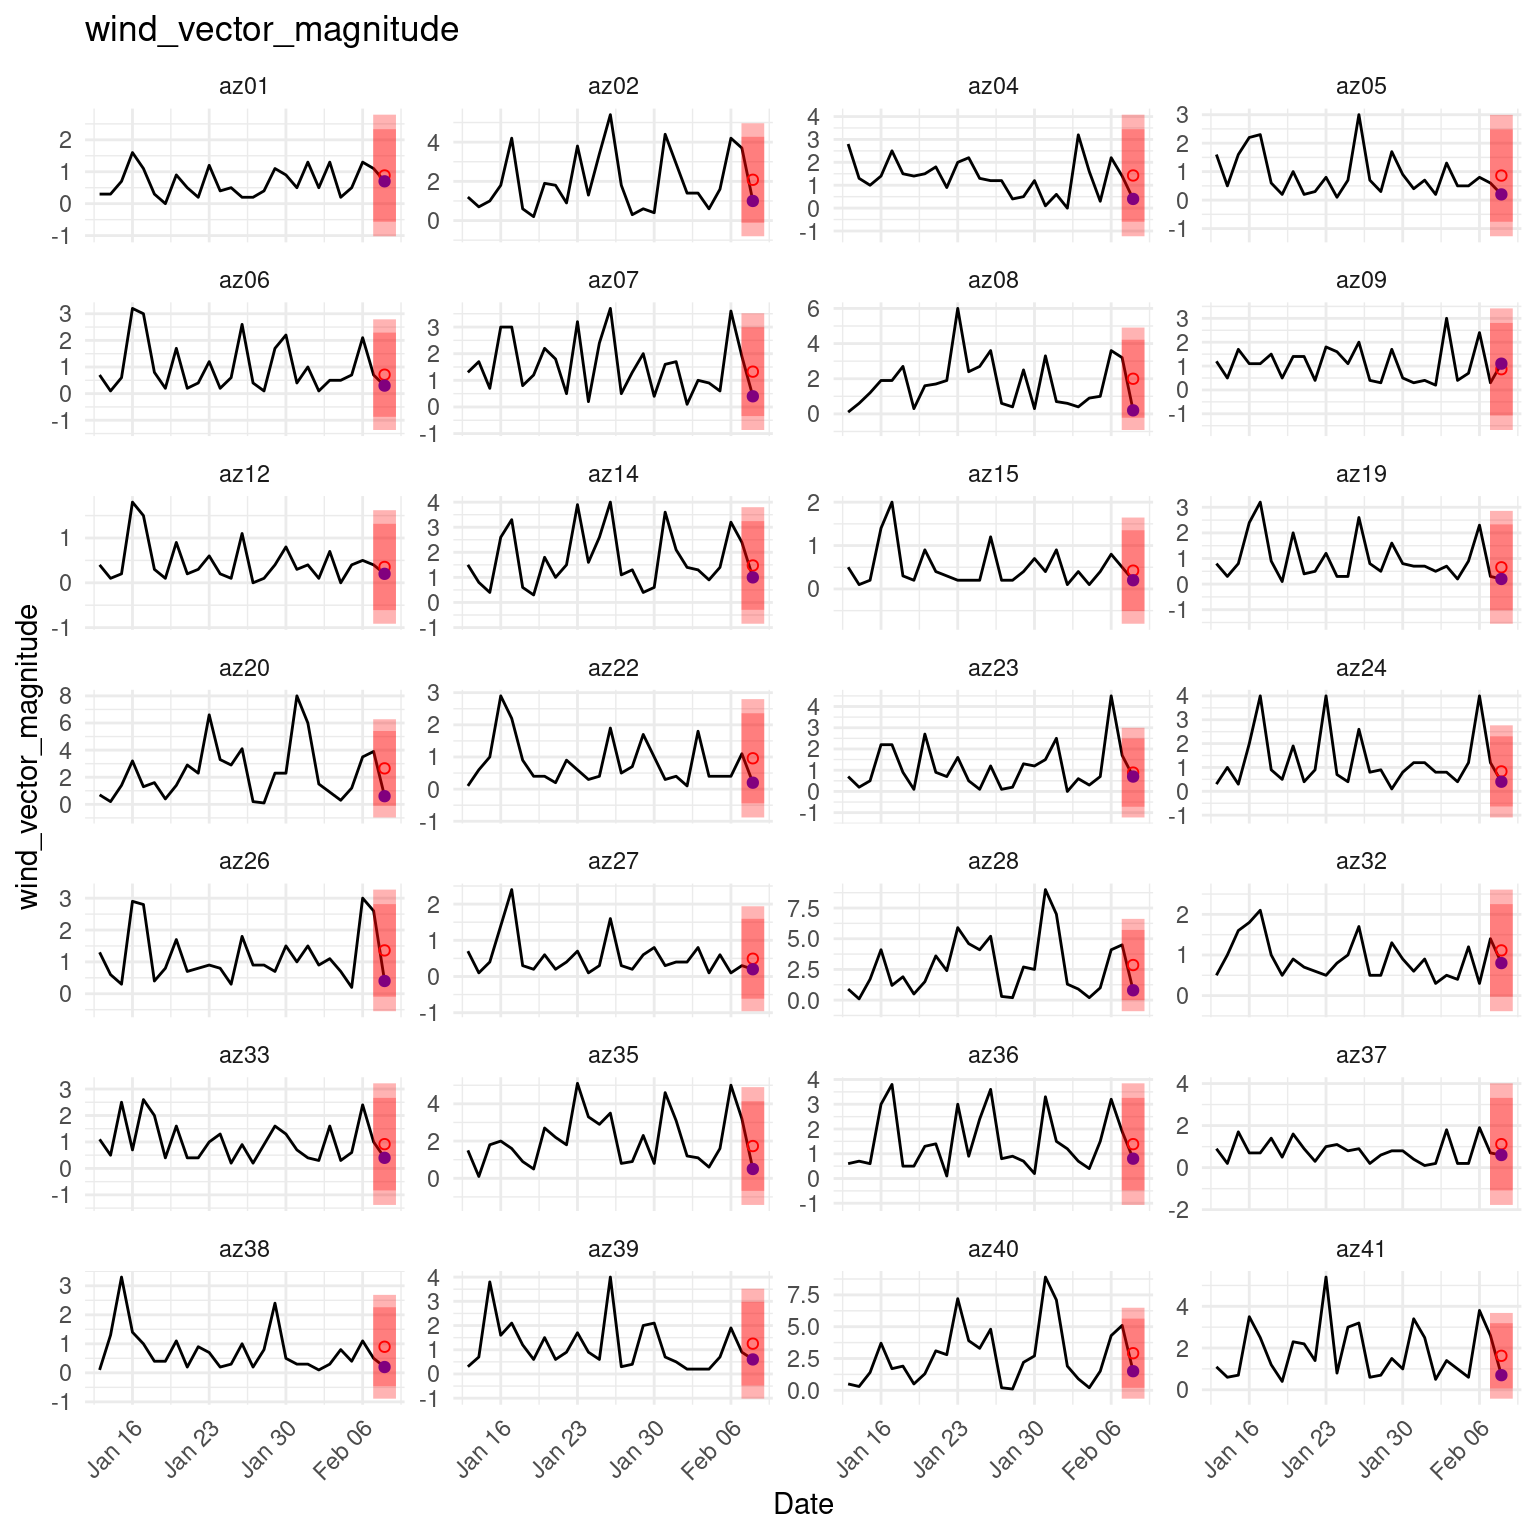 wind_vector_magnitude
az01 az02 az04 az05
2 1 0 -1
4 2 0
4 3 2 1 0 -1
3 2 1 0 -1
az06 az07 az08 az09
3 2 1 0 -1
3 2 1 0 -1
6 4 2 0
3 2 1 0 -1
az12 az14 az15 az19
1 0 -1
4 3 2 1 0 -1
2 1 0
3 2 1 0 -1
az20 az22 az23 az24
8 6 4 2 0
3 2 1 0 -1
4 3 2 1 0 -1
4 3 2 1 0 -1
az26 az27 az28 az32
3 2 1 0
2 1 0 -1
7.5 5.0 2.5 0.0
2 1 0
az33 az35 az36 az37
3 2 1 0 -1
4 2 0
4 3 2 1 0 -1
4 2 0 -2
az38 az39 az40 az41
3 2 1 0 -1
4 3 2 1 0 -1
7.5 5.0 2.5 0.0
4 2 0
Jan 16 Jan 23 Jan 30 Feb 06 Jan 16 Jan 23 Jan 30 Feb 06 Jan 16 Jan 23 Jan 30 Feb 06 Jan 16 Jan 23 Jan 30 Feb 06
Date
wind_vector_magnitude